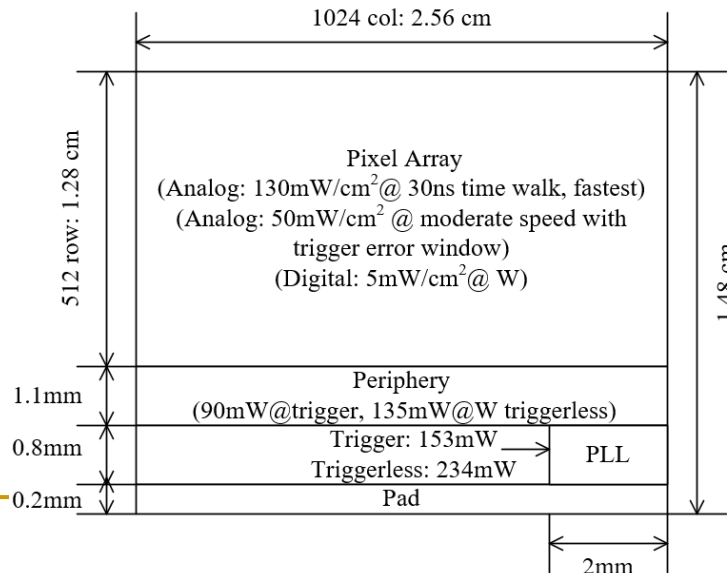 1024 col: 2.56 cm
512 row: 1.28 cm
Pixel Array
(Analog: 130mW/cm²@ 30ns time walk, fastest)
(Analog: 50mW/cm² @ moderate speed with
trigger error window)
(Digital: 5mW/cm²@ W)
1.48 cm
1.1mm
Periphery
(90mW@trigger, 135mW@W triggerless)
0.8mm
Trigger: 153mW
Triggerless: 234mW
PLL
0.2mm
Pad
2mm